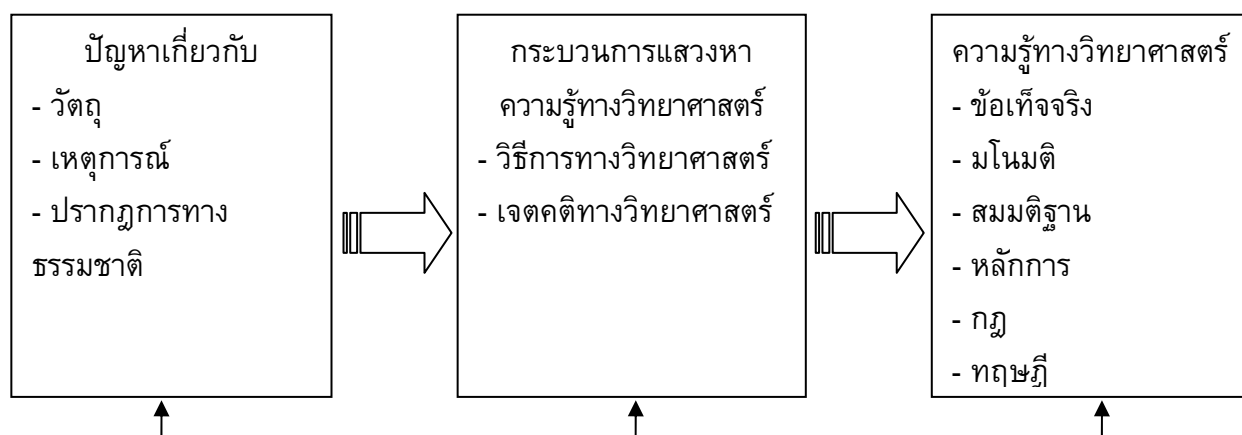 ปัญหาเกี่ยวกับ
- วัตถุ
- เหตุการณ์
- ปรากฎการทาง
ธรรมชาติ
กระบวนการแสวงหา
ความรู้ทางวิทยาศาสตร์
- วิธีการทางวิทยาศาสตร์
- เจตคติทางวิทยาศาสตร์
ความรู้ทางวิทยาศาสตร์
- ข้อเท็จจริง
- มโนมติ
- สมมติฐาน
- หลักการ
- กฎ
- ทฤษฎี